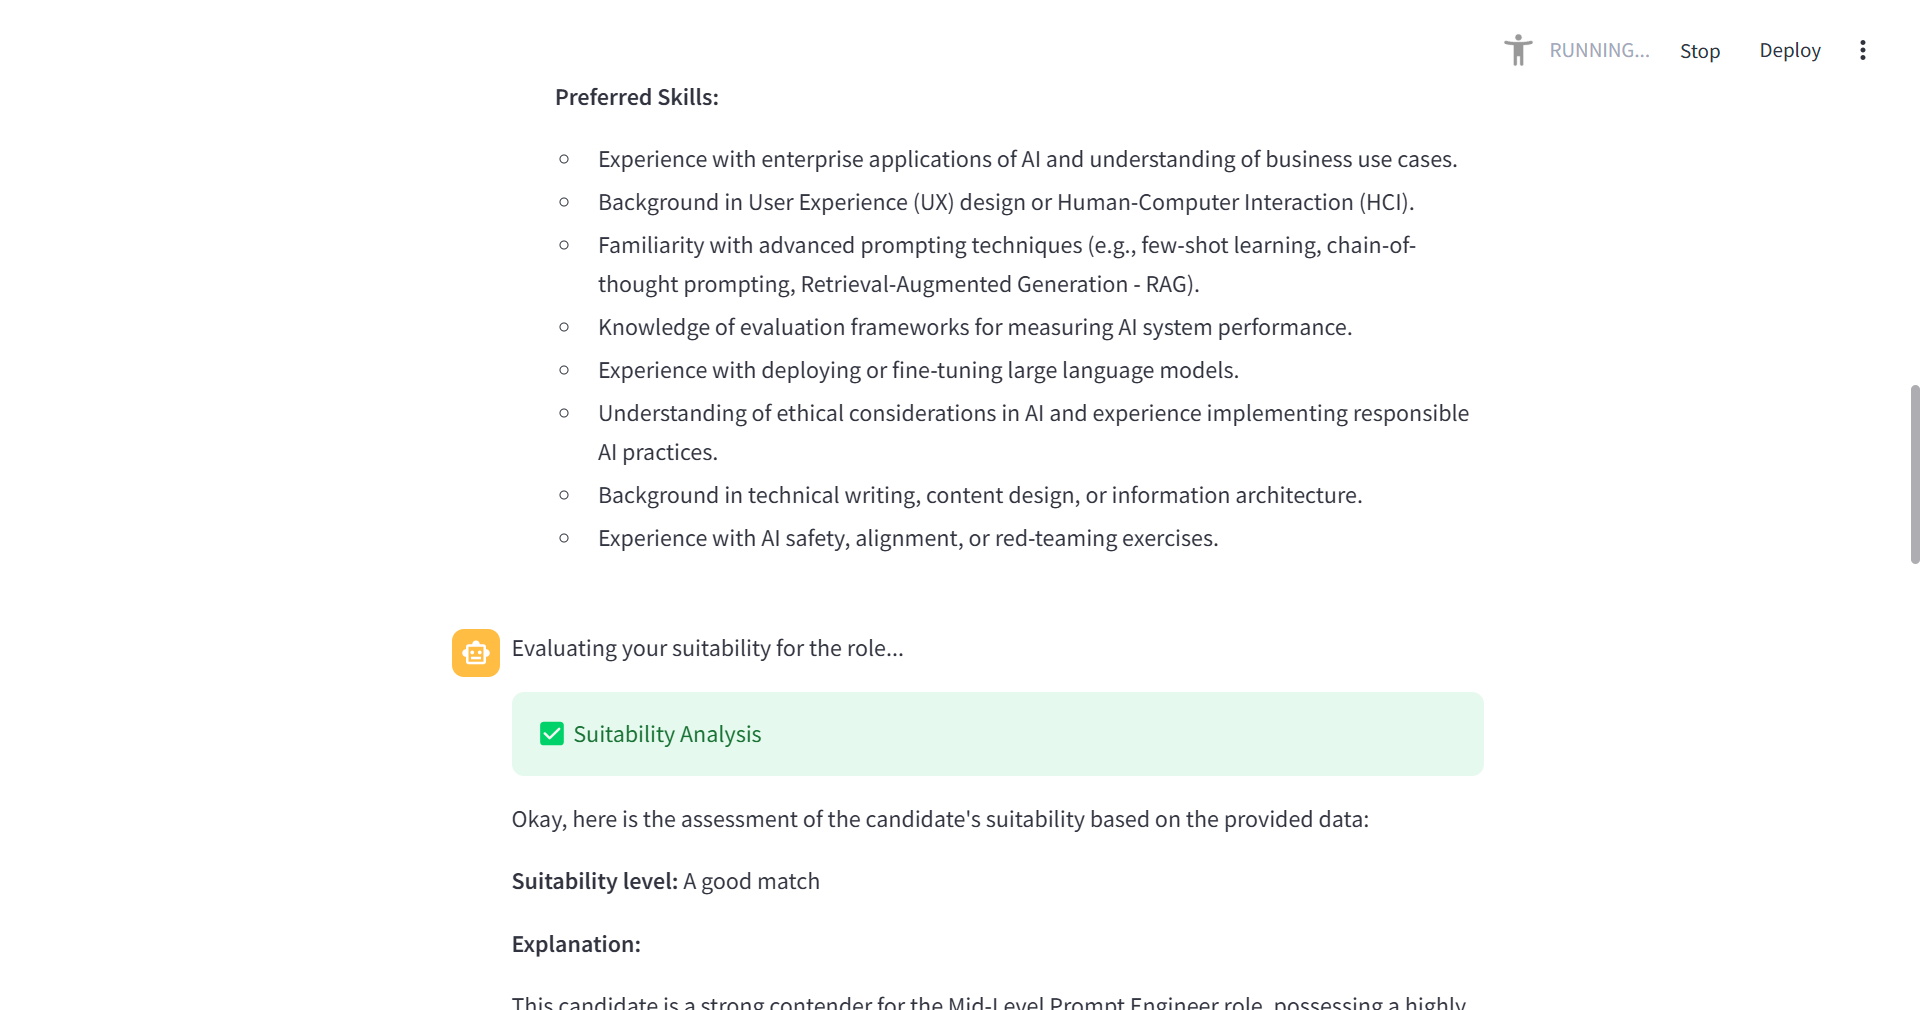 RUNNING...
Stop
Deploy
Preferred Skills:
Experience with enterprise applications of AI and understanding of business use cases.
Background in User Experience (UX) design or Human-Computer Interaction (HCI).
Familiarity with advanced prompting techniques (e.g., few-shot learning, chain-of-
thought prompting, Retrieval-Augmented Generation - RAG).
Knowledge of evaluation frameworks for measuring AI system performance.
Experience with deploying or fine-tuning large language models.
Understanding of ethical considerations in AI and experience implementing responsible
AI practices.
Background in technical writing, content design, or information architecture.
Experience with AI safety, alignment, or red-teaming exercises.
Evaluating your suitability for the role...
Suitability Analysis
Okay, here is the assessment of the candidate's suitability based on the provided data:
Suitability level: A good match
Explanation:
This candidate is a strong contender for the Mid-Level Prompt Engineer role, possessing a highly